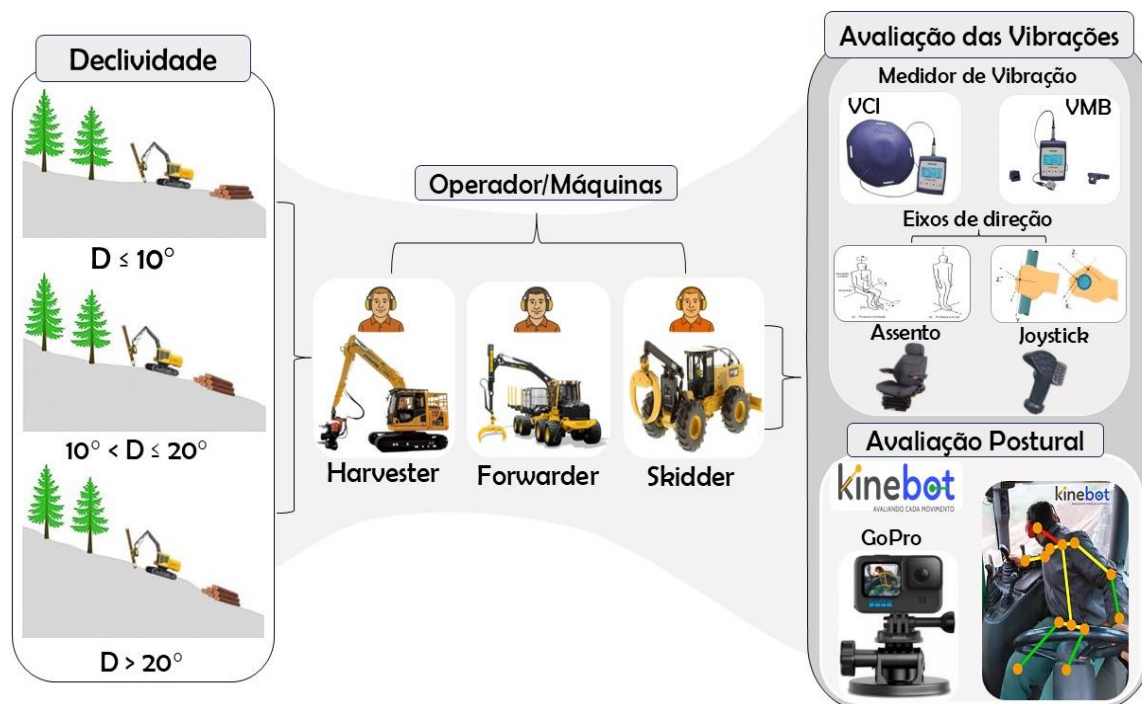 Declividade
D ≤ 10°
10° < D ≤ 20°
D > 20°
Operador/Máquinas
Harvester
Forwarder
Skidder
Avaliação das Vibrações
Medidor de Vibração
VCI
VMB
Eixos de direção
Assento
Joystick
Avaliação Postural
kinebot
AVALIANDO CADA MOVIMENTO
GoPro
kinebot